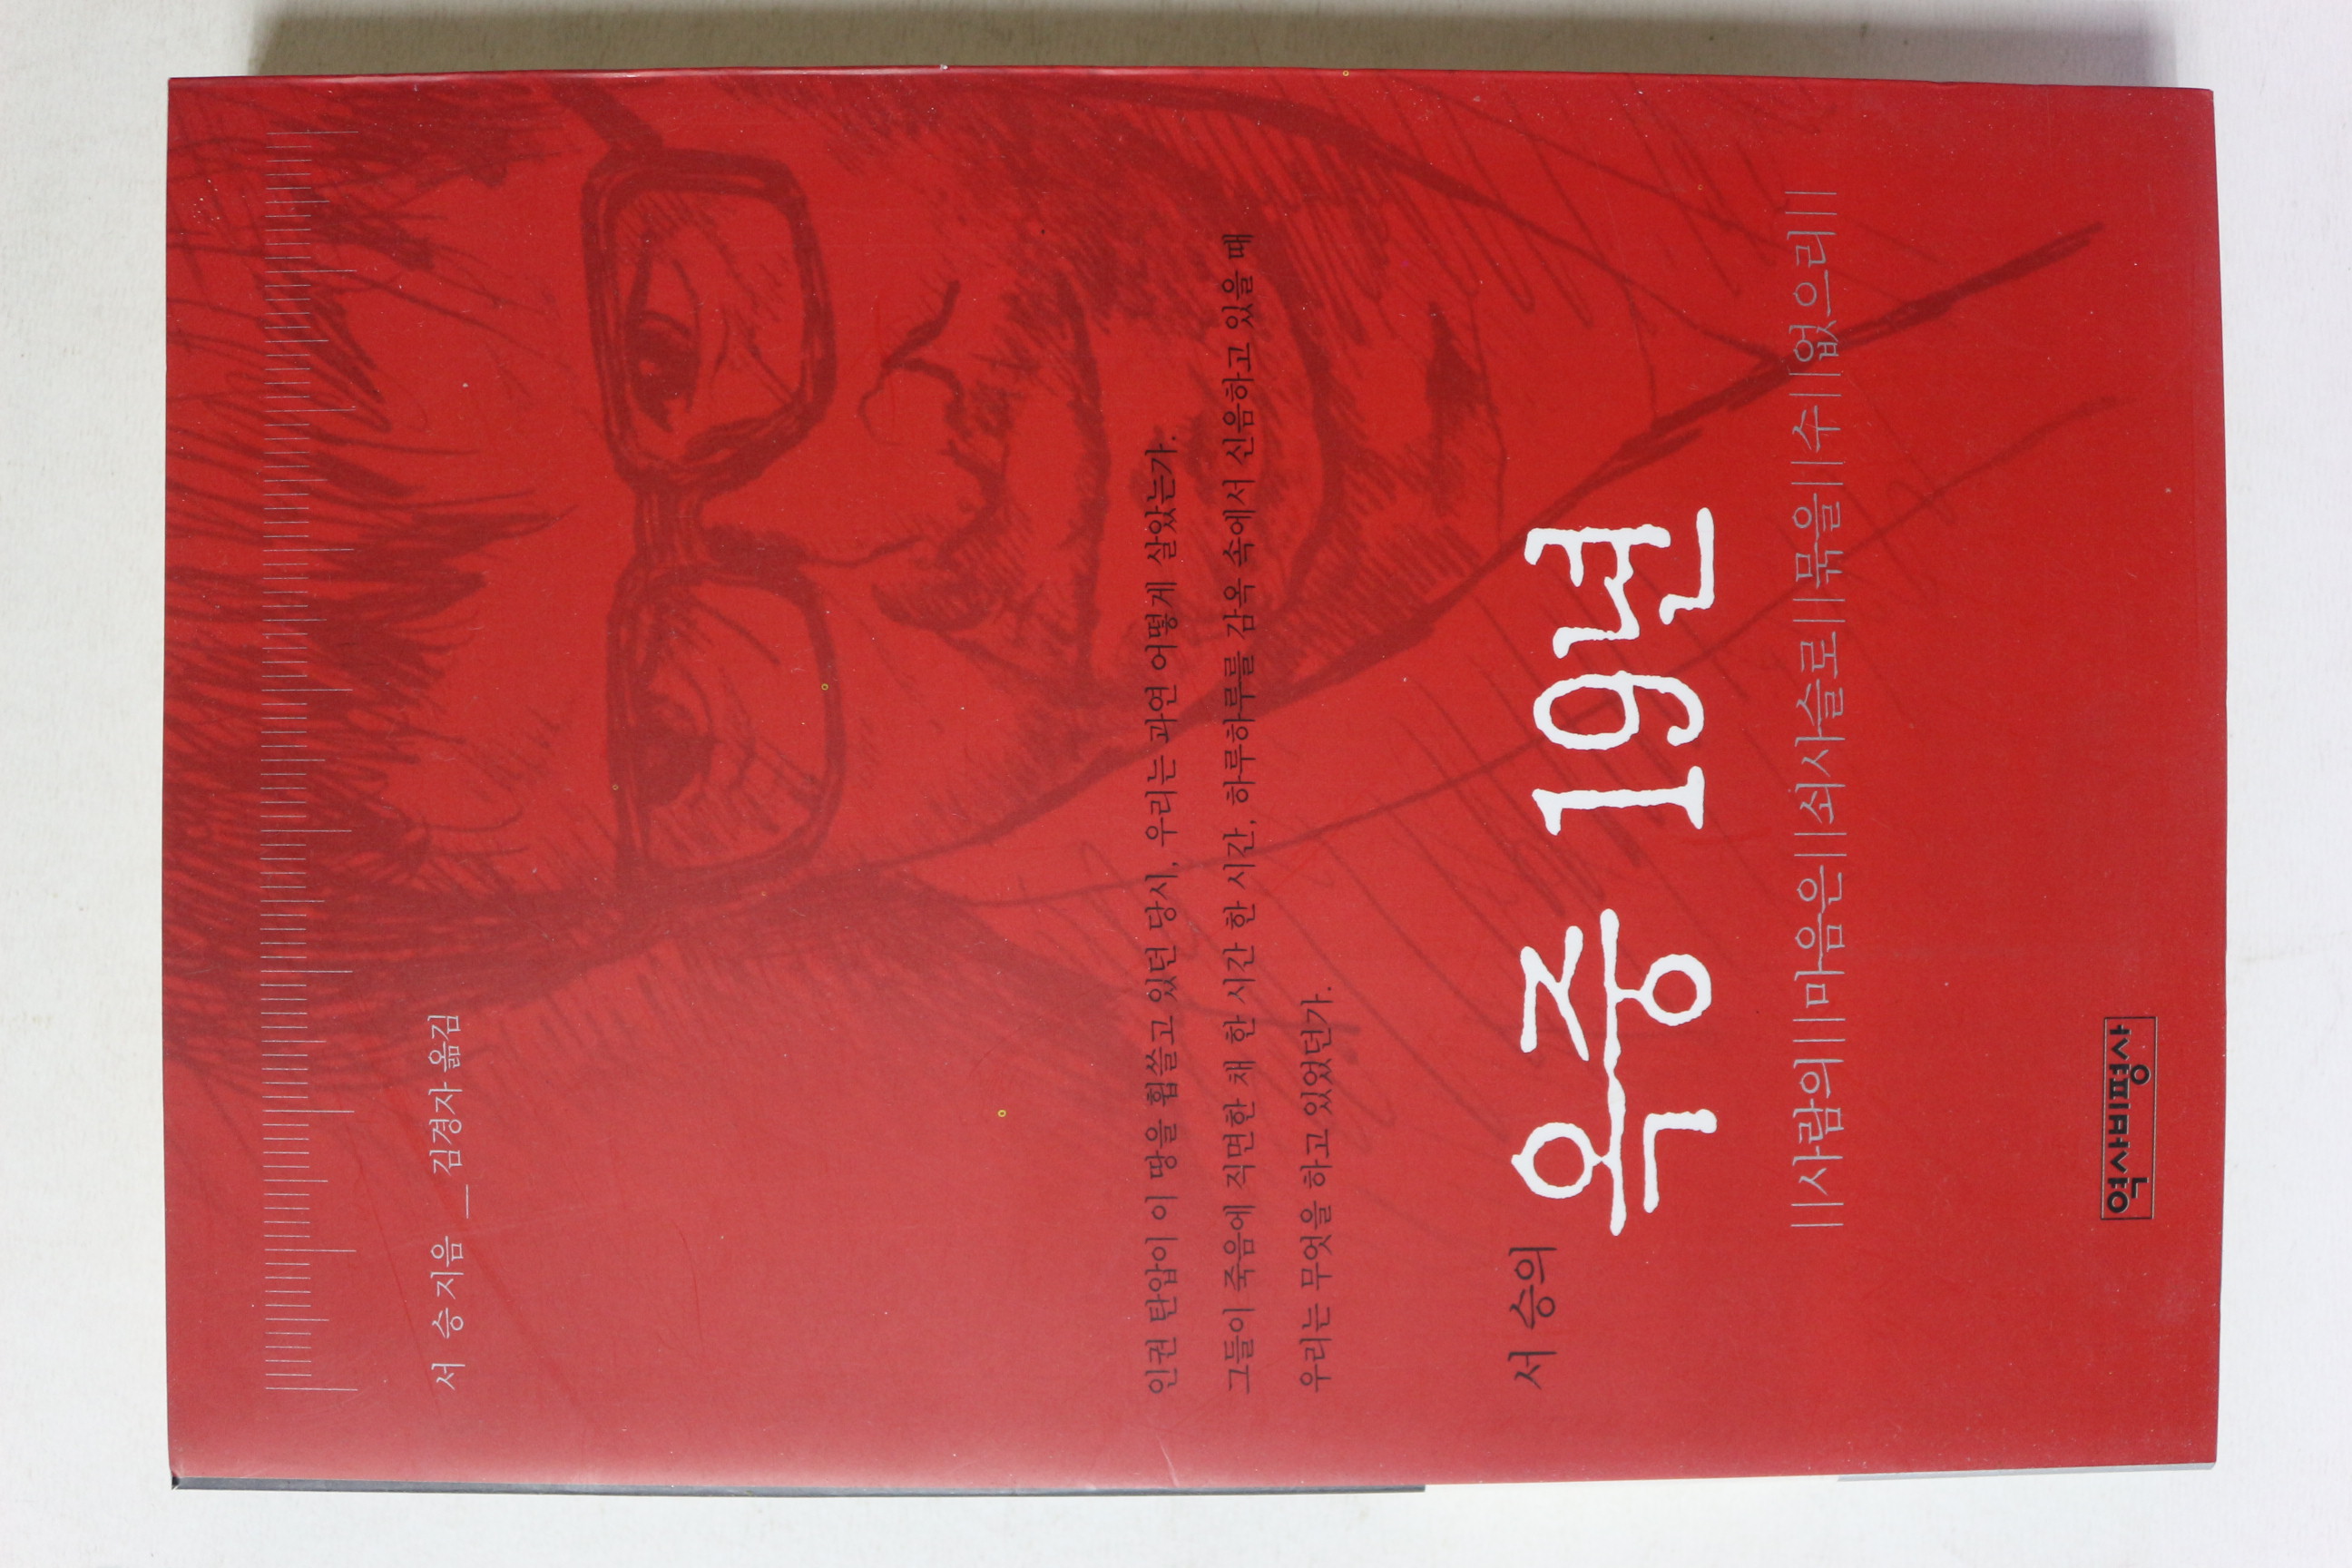 서 승 지음 __ 김경자 옮김
인권 탄압이 이 땅을 휩쓸고 있던 당시, 우리는 과연 어떻게 살았는가.
그들이 죽음에 직면한 채 한 시간 한 시간, 하루하루를 감옥 속에서 신음하고 있을 때
우리는 무엇을 하고 있었던가.
서 승의
옥중 19년
||사람의||마음은||쇠사슬로||묶을||수||없으리||
역사비평사